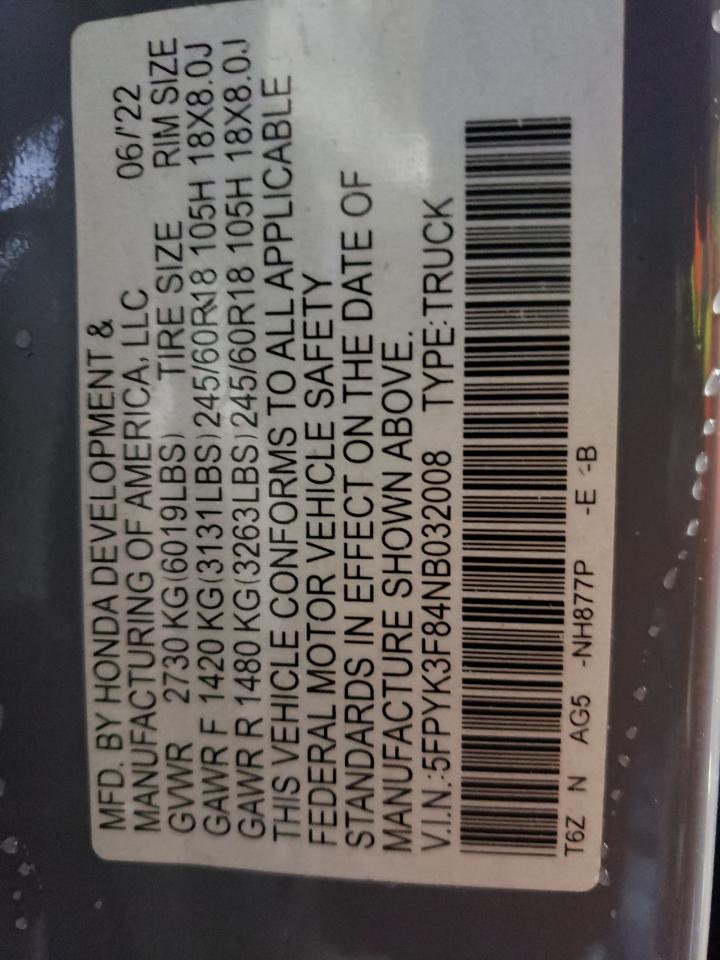 MFD. BY HONDA DEVELOPMENT &
MANUFACTURING OF AMERICA, LLC 06/'22
GVWR 2730 KG(6019LBS) TIRE SIZE RIM SIZE
GAWR F 1420 KG(3131LBS)245/60R18 105H 18X8.0J
GAWR R 1480 KG(3263LBS)245/60R18 105H 18X8.0J
THIS VEHICLE CONFORMS TO ALL APPLICABLE
FEDERAL MOTOR VEHICLE SAFETY
STANDARDS IN EFFECT ON THE DATE OF
MANUFACTURE SHOWN ABOVE.
V.I.N.:5FPYK3F84NB032008 TYPE:TRUCK
T6Z N AG5 -NH877P -E -B